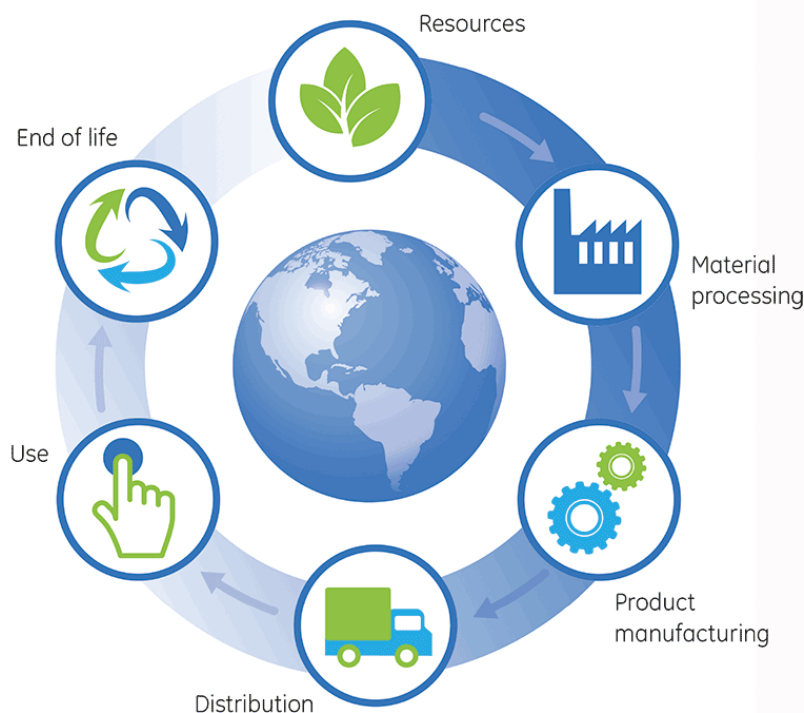 Resources
Material
processing
Product
manufacturing
Distribution
Use
End of life